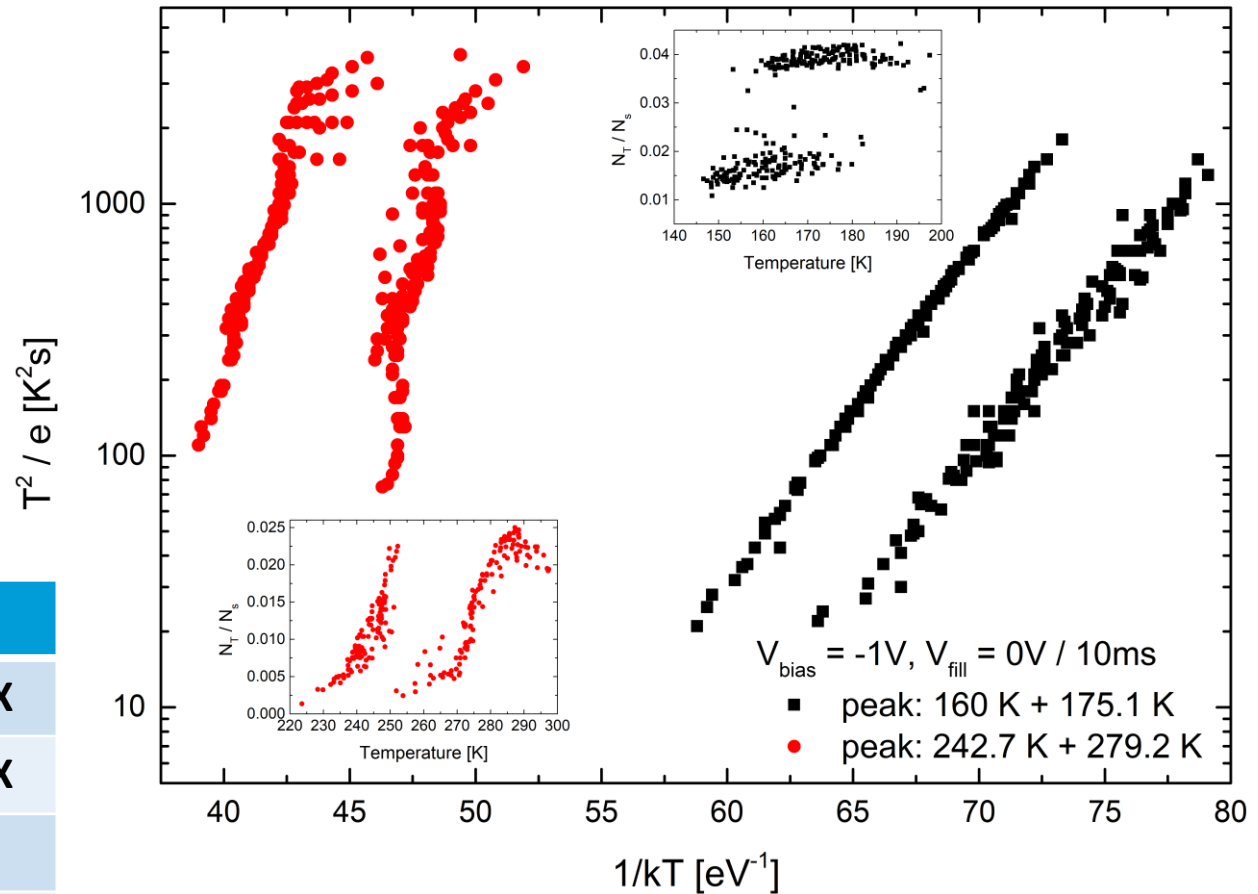 0.04
0.03
0.02
0.01
N_T / N_s
140 150 160 170 180 190 200
Temperature [K]
1000
100
10
T² / e [K²s]
0.025
0.020
0.015
0.010
0.005
0.000
N_T / N_s
220 230 240 250 260 270 280 290 300
Temperature [K]
X
X
V_bias = -1V, V_fill = 0V / 10ms
peak: 160 K + 175.1 K
peak: 242.7 K + 279.2 K
40 45 50 55 60 65 70 75 80
1/kT [eV⁻¹]